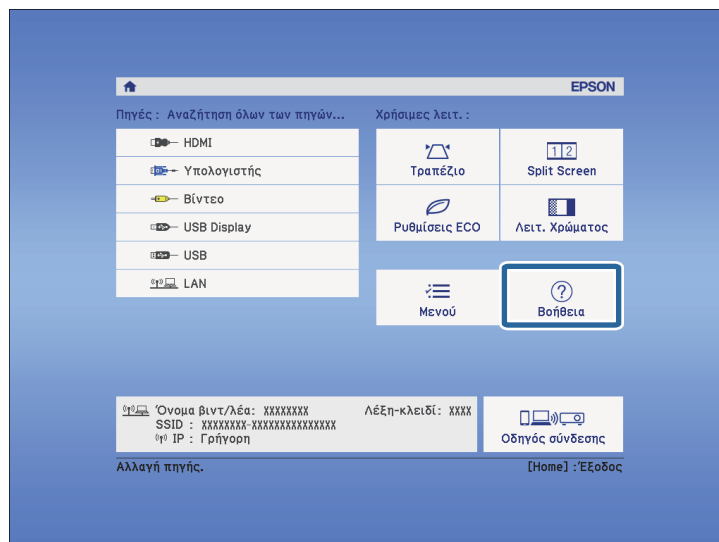 EPSON
Πηγές : Αναζήτηση όλων των πηγών...
Χρήσιμες λειτ. :
HDMI
Υπολογιστής
Βίντεο
USB Display
USB
LAN
Τραπέζιο
1 2
Split Screen
Ρυθμίσεις ECO
Λειτ. Χρώματος
Μενού
?
Βοήθεια
Όνομα βιντ/λέα: XXXXXXXX
Λέξη-κλειδί: XXXX
SSID : XXXXXXXX-XXXXXXXXXXXXXXX
IP : Γρήγορη
Οδηγός σύνδεσης
Αλλαγή πηγής.
[Home] :Έξοδος